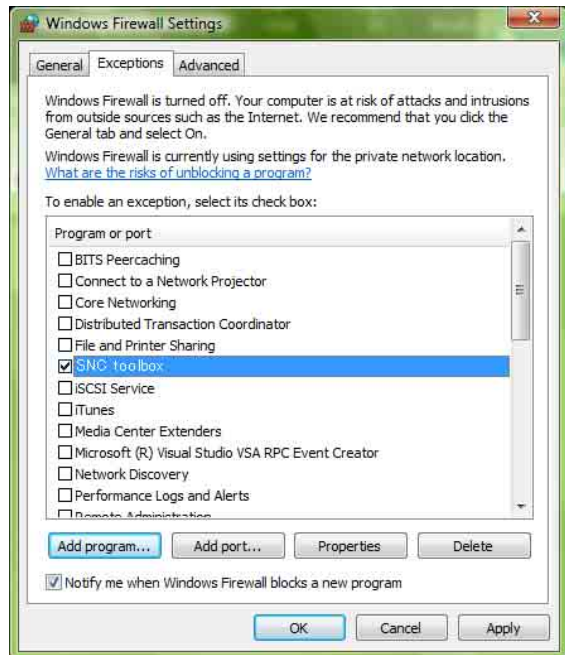 Windows Firewall Settings
General Exceptions Advanced
Windows Firewall is turned off. Your computer is at risk of attacks and intrusions
from outside sources such as the Internet. We recommend that you click the
General tab and select On.
Windows Firewall is currently using settings for the private network location.
What are the risks of unblocking a program?
To enable an exception, select its check box:
Program or port
BITS Peercaching
Connect to a Network Projector
Core Networking
Distributed Transaction Coordinator
File and Printer Sharing
SNC toolbox
iSCSI Service
iTunes
Media Center Extenders
Microsoft (R) Visual Studio VSA RPC Event Creator
Network Discovery
Performance Logs and Alerts
Remote Administration
Add program... Add port... Properties Delete
Notify me when Windows Firewall blocks a new program
OK Cancel Apply